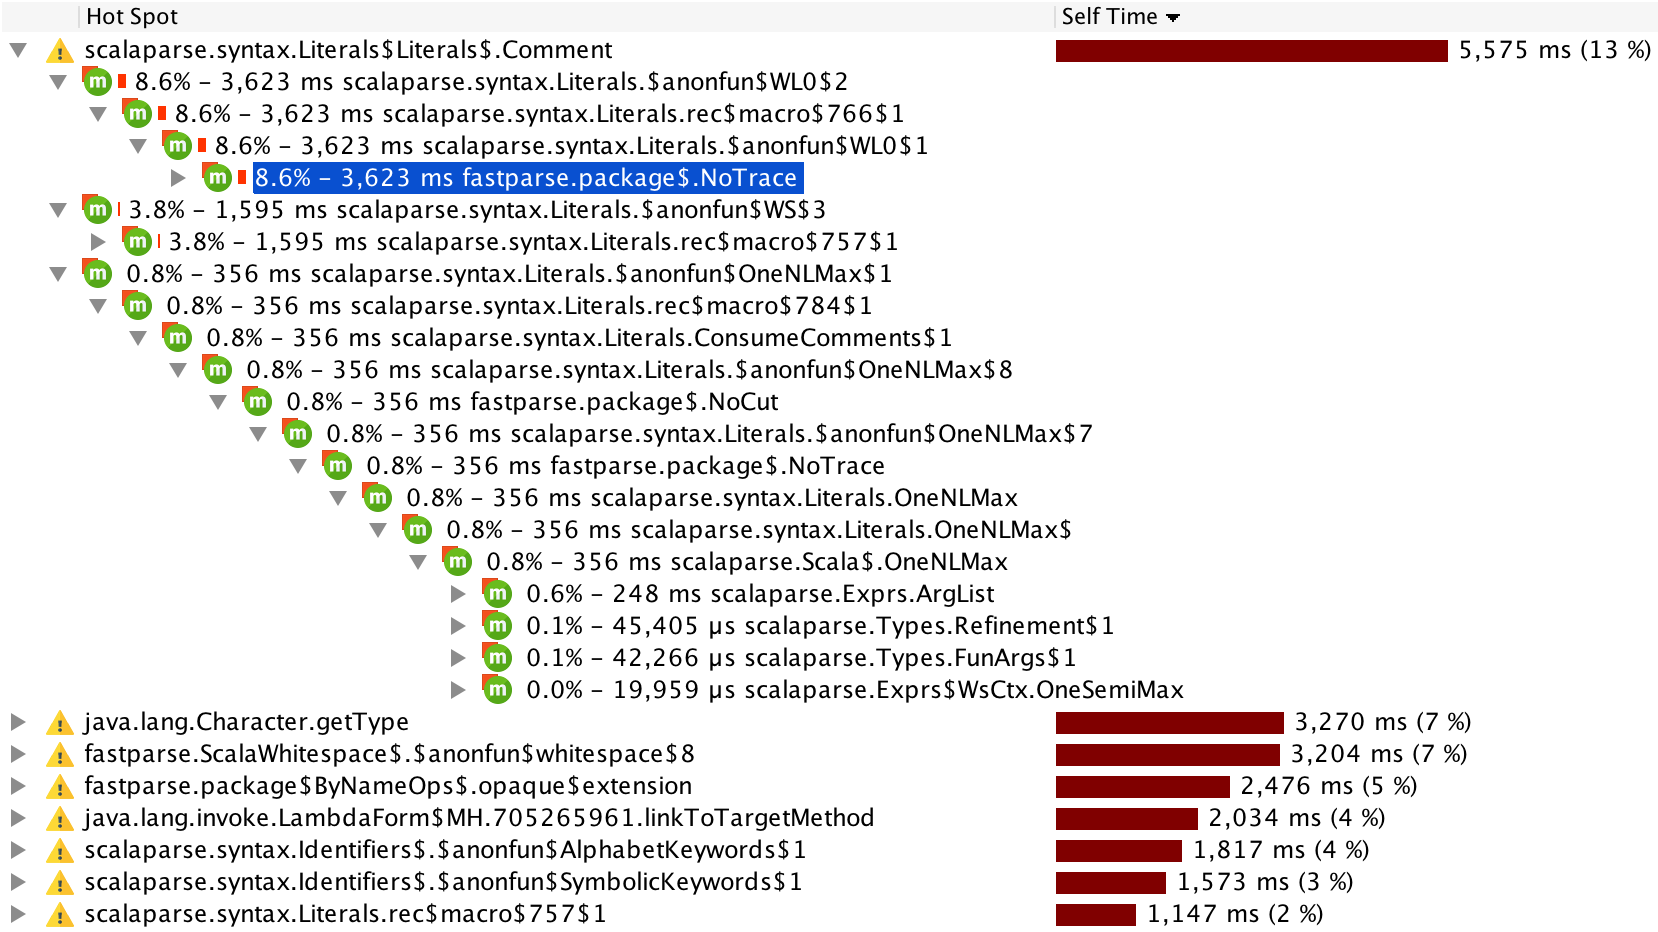 Hot Spot Self Time
scalaparse.syntax.Literals$Literals$.Comment 5,575 ms (13 %)
m 8.6% – 3,623 ms scalaparse.syntax.Literals.$anonfun$WL0$2
m 8.6% – 3,623 ms scalaparse.syntax.Literals.rec$macro$766$1
m 8.6% – 3,623 ms scalaparse.syntax.Literals.$anonfun$WL0$1
m 8.6% – 3,623 ms fastparse.package$.NoTrace
m 3.8% – 1,595 ms scalaparse.syntax.Literals.$anonfun$WS$3
m 3.8% – 1,595 ms scalaparse.syntax.Literals.rec$macro$757$1
m 0.8% – 356 ms scalaparse.syntax.Literals.$anonfun$OneNLMax$1
m 0.8% – 356 ms scalaparse.syntax.Literals.rec$macro$784$1
m 0.8% – 356 ms scalaparse.syntax.Literals.ConsumeComments$1
m 0.8% – 356 ms scalaparse.syntax.Literals.$anonfun$OneNLMax$8
m 0.8% – 356 ms fastparse.package$.NoCut
m 0.8% – 356 ms scalaparse.syntax.Literals.$anonfun$OneNLMax$7
m 0.8% – 356 ms fastparse.package$.NoTrace
m 0.8% – 356 ms scalaparse.syntax.Literals.OneNLMax
m 0.8% – 356 ms scalaparse.syntax.Literals.OneNLMax$
m 0.8% – 356 ms scalaparse.Scala$.OneNLMax
m 0.6% – 248 ms scalaparse.Exprs.ArgList
m 0.1% – 45,405 µs scalaparse.Types.Refinement$1
m 0.1% – 42,266 µs scalaparse.Types.FunArgs$1
m 0.0% – 19,959 µs scalaparse.Exprs$WsCtx.OneSemiMax
java.lang.Character.getType 3,270 ms (7 %)
fastparse.ScalaWhitespace$.$anonfun$whitespace$8 3,204 ms (7 %)
fastparse.package$ByNameOps$.opaque$extension 2,476 ms (5 %)
java.lang.invoke.LambdaForm$MH.705265961.linkToTargetMethod 2,034 ms (4 %)
scalaparse.syntax.Identifiers$.$anonfun$AlphabetKeywords$1 1,817 ms (4 %)
scalaparse.syntax.Identifiers$.$anonfun$SymbolicKeywords$1 1,573 ms (3 %)
scalaparse.syntax.Literals.rec$macro$757$1 1,147 ms (2 %)